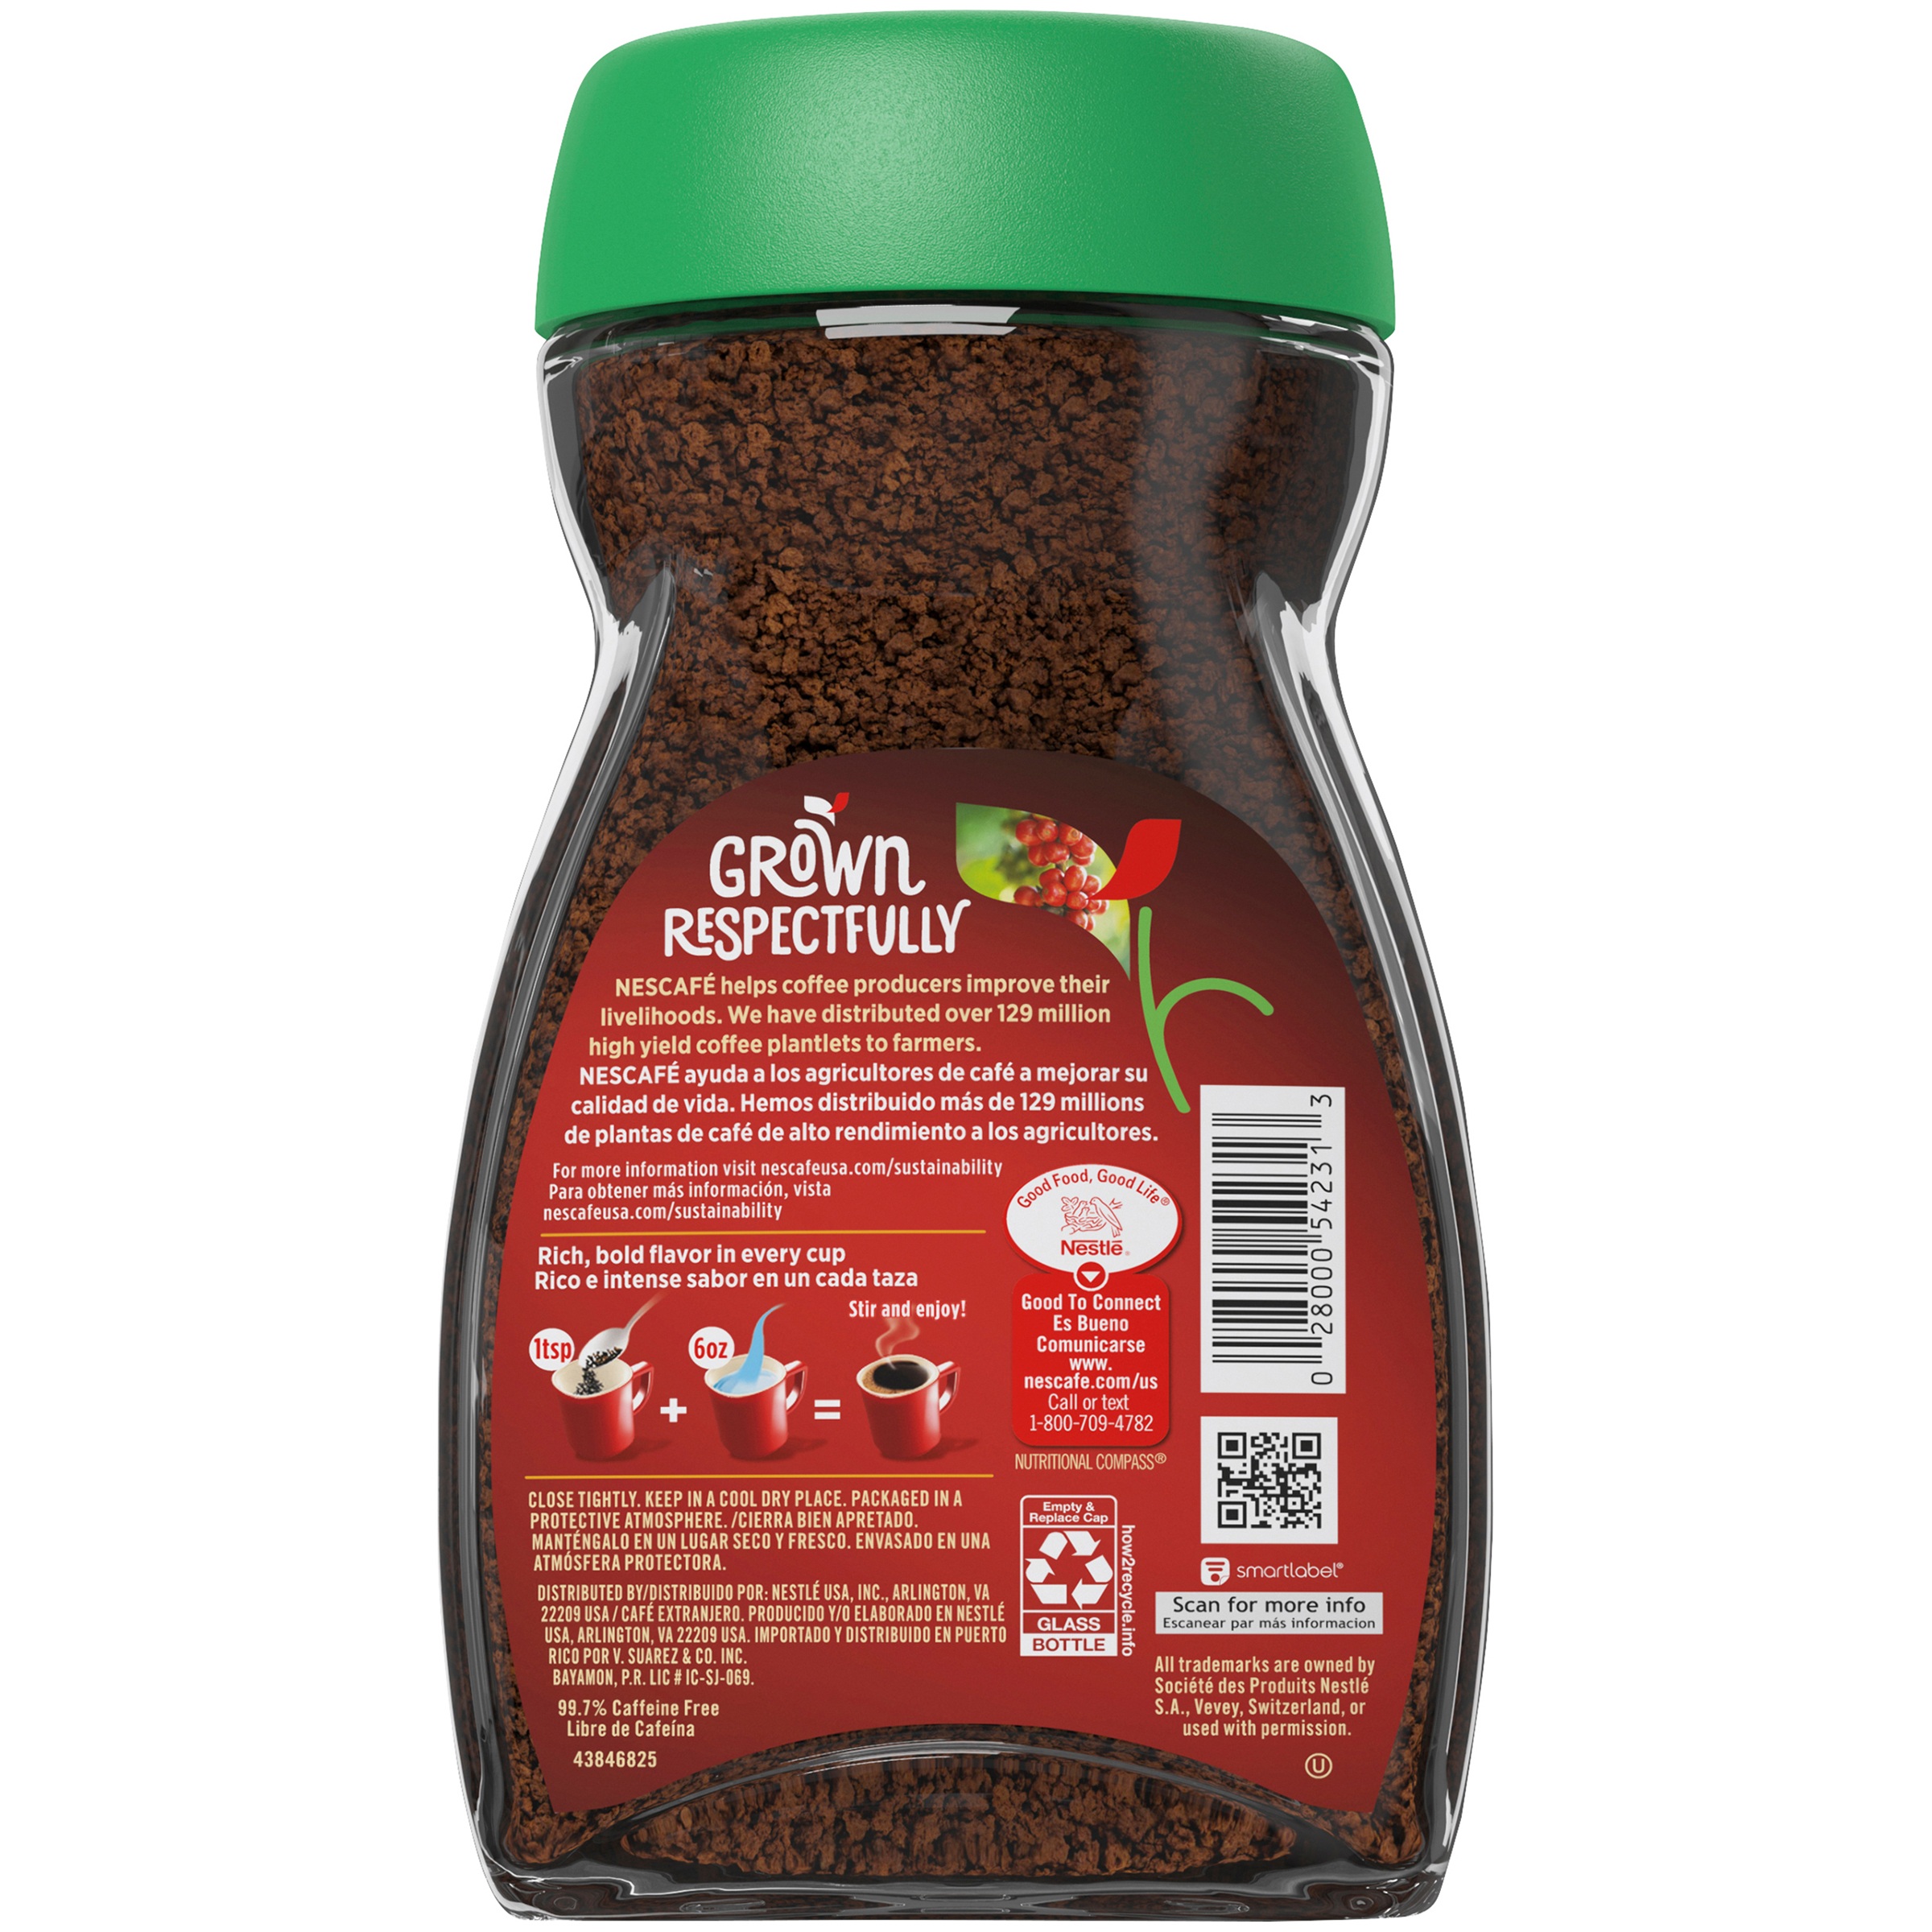 GROWN
RESPECTFULLY
NESCAFÉ helps coffee producers improve their
livelihoods. We have distributed over 129 million
high yield coffee plantlets to farmers.
NESCAFÉ ayuda a los agricultores de café a mejorar su
calidad de vida. Hemos distribuido más de 129 millions
de plantas de café de alto rendimiento a los agricultores.
For more information visit nescafeusa.com/sustainability
Para obtener más información, vista
nescafeusa.com/sustainability
Rich, bold flavor in every cup
Rico e intense sabor en un cada taza
Stir and enjoy!
1tsp
6oz
+
=
CLOSE TIGHTLY. KEEP IN A COOL DRY PLACE. PACKAGED IN A
PROTECTIVE ATMOSPHERE. /CIERRA BIEN APRETADO.
MANTÉNGALO EN UN LUGAR SECO Y FRESCO. ENVASADO EN UNA
ATMÓSFERA PROTECTORA.
DISTRIBUTED BY/DISTRIBUIDO POR: NESTLÉ USA, INC., ARLINGTON, VA
22209 USA / CAFÉ EXTRANJERO. PRODUCIDO Y/O ELABORADO EN NESTLÉ
USA, ARLINGTON, VA 22209 USA. IMPORTADO Y DISTRIBUIDO EN PUERTO
RICO POR V. SUAREZ & CO. INC.
BAYAMON, P.R. LIC # IC-SJ-069.
99.7% Caffeine Free
Libre de Cafeína
43846825
Good Food, Good Life®
Nestlé®
Good To Connect
Es Bueno
Comunicarse
www.
nescafe.com/us
Call or text
1-800-709-4782
NUTRITIONAL COMPASS®
Empty &
Replace Cap
GLASS
BOTTLE
how2recycle.info
0 28000 54231 3
smartlabel®
Scan for more info
Escanear par más informacion
All trademarks are owned by
Société des Produits Nestlé
S.A., Vevey, Switzerland, or
used with permission.
U